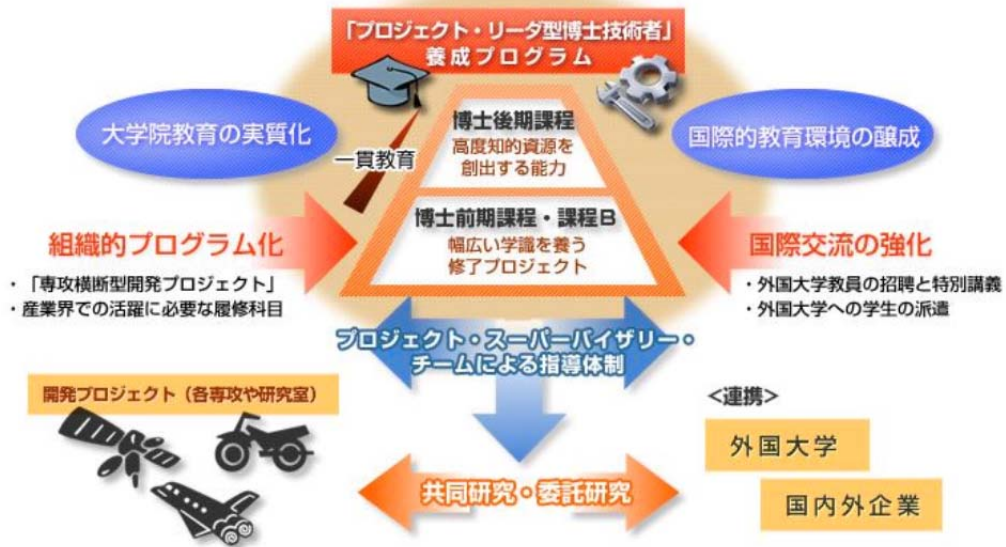 「プロジェクト・リーダ型博士技術者」
養成プログラム
大学院教育の実質化
国際的教育環境の醸成
一貫教育
博士後期課程
高度知的資源を
創出する能力
博士前期課程・課程B
幅広い学識を養う
修了プロジェクト
組織的プログラム化
・「専攻横断型開発プロジェクト」
・産業界での活躍に必要な履修科目
国際交流の強化
・外国大学教員の招聘と特別講義
・外国大学への学生の派遣
プロジェクト・スーパーバイザリー・
チームによる指導体制
開発プロジェクト（各専攻や研究室）
<連携>
外国大学
国内外企業
共同研究・委託研究